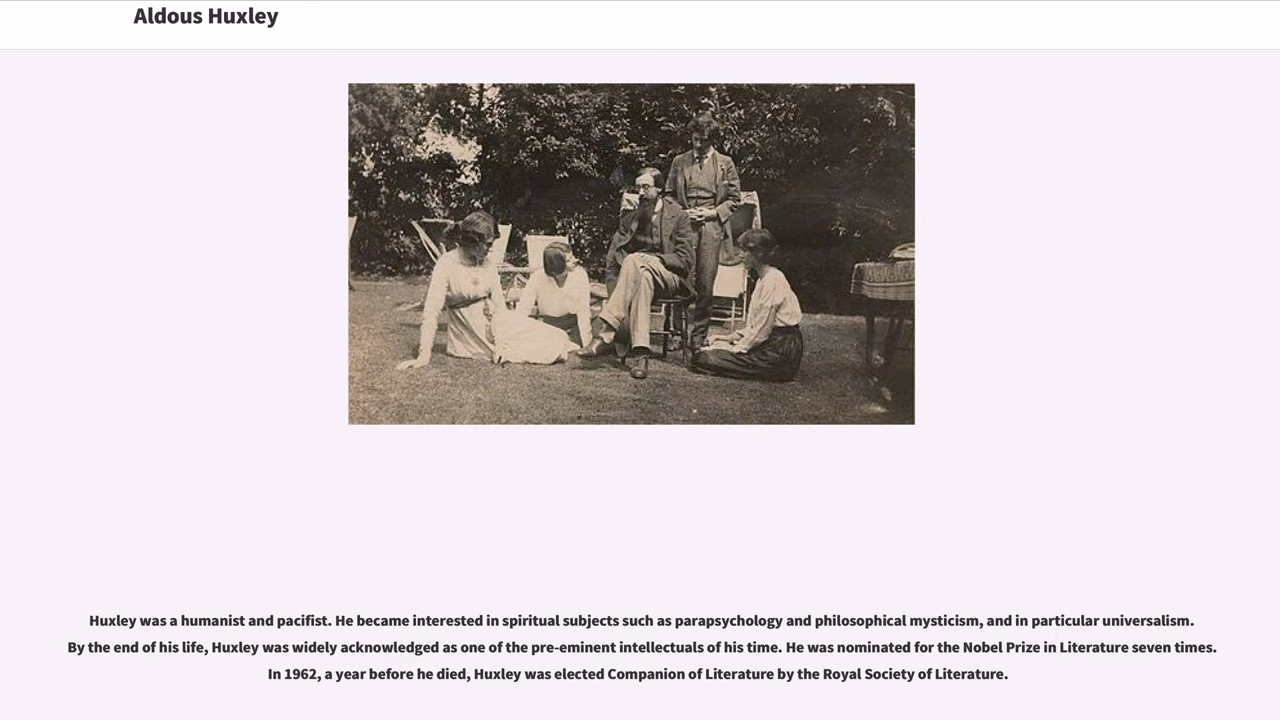 Aldous Huxley
Huxley was a humanist and pacifist. He became interested in spiritual subjects such as parapsychology and philosophical mysticism, and in particular universalism.
By the end of his life, Huxley was widely acknowledged as one of the pre-eminent intellectuals of his time. He was nominated for the Nobel Prize in Literature seven times.
In 1962, a year before he died, Huxley was elected Companion of Literature by the Royal Society of Literature.